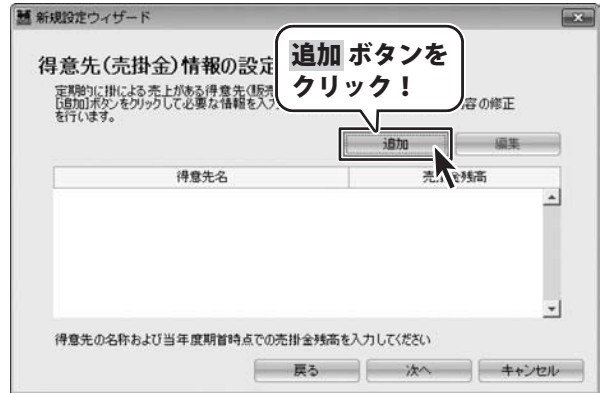 新規設定ウィザード
得意先(売掛金)情報の設定
追加 ボタンを
クリック！
定期的に掛による売上がある得意先(販売
[追加]ボタンをクリックして必要な情報を入 容の修正
を行います。
追加 編集
得意先名 売 金残高
得意先の名称および当年度期首時点での売掛金残高を入力してください
戻る 次へ キャンセル